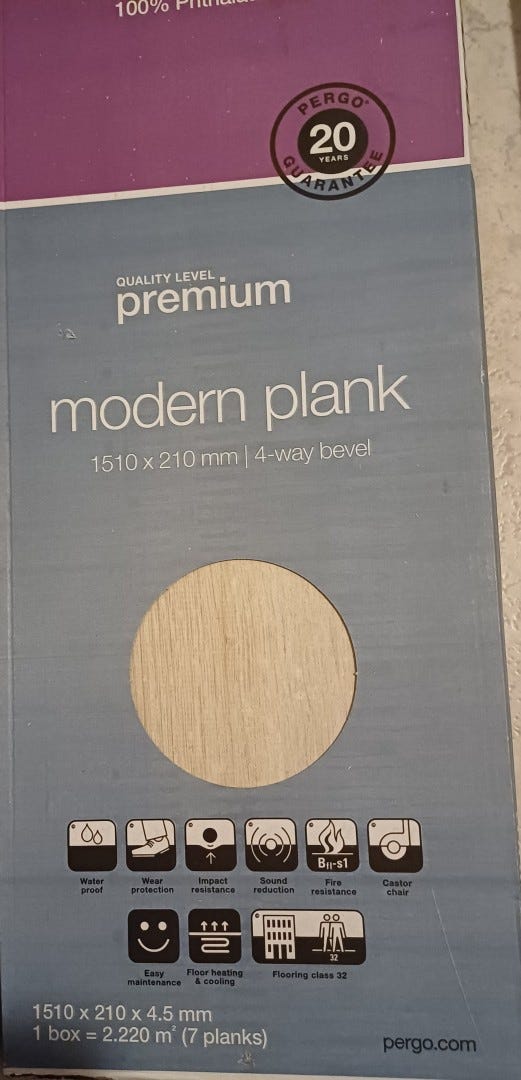 100%
PERGO®
20
YEARS
GUARANTEE
QUALITY LEVEL
premium
modern plank
1510 x 210 mm | 4-way bevel
Bfl-s1
Water proof
Wear protection
Impact resistance
Sound reduction
Fire resistance
Castor chair
32
Easy maintenance
Floor heating & cooling
Flooring class 32
1510 x 210 x 4.5 mm
1 box = 2.220 m² (7 planks)
pergo.com